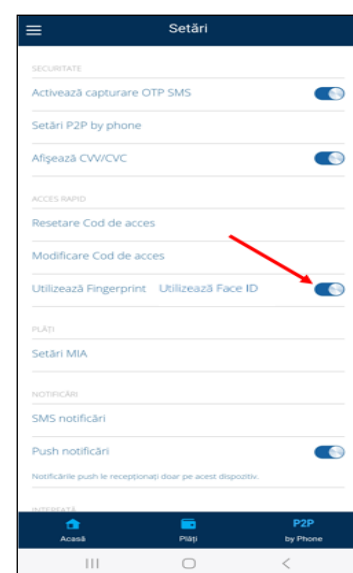 Setări
SECURITATE
Activează capturare OTP SMS
Setări P2P by phone
Afișează CVV/CVC
ACCES RAPID
Resetare Cod de acces
Modificare Cod de acces
Utilizează Fingerprint Utilizează Face ID
PLĂȚI
Setări MIA
NOTIFICĂRI
SMS notificări
Push notificări
Notificările push le recepționați doar pe acest dispozitiv.
INTERFAȚĂ
Acasă
Plăți
P2P
by Phone